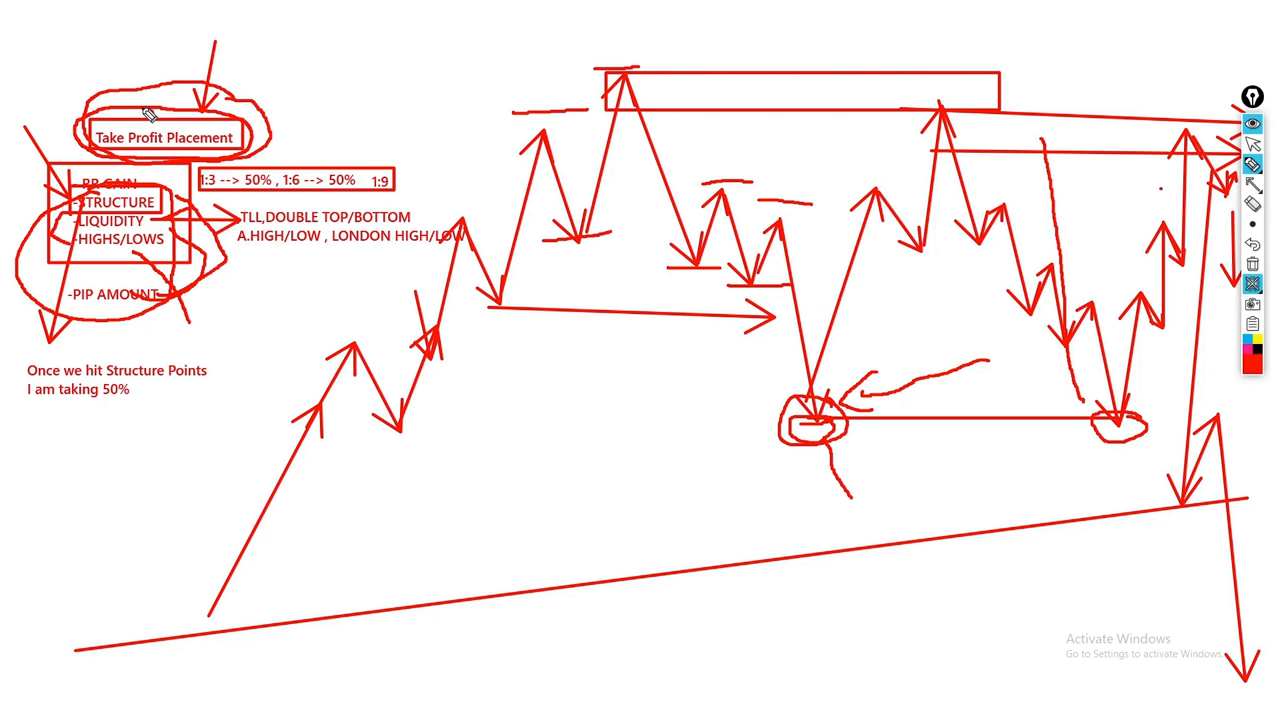 Take Profit Placement
-RR GAIN
-STRUCTURE
-LIQUIDITY
-HIGHS/LOWS
-PIP AMOUNT
1:3 --> 50% , 1:6 --> 50% 1:9
TLL,DOUBLE TOP/BOTTOM
A.HIGH/LOW , LONDON HIGH/LOW
Once we hit Structure Points
I am taking 50%
Activate Windows
Go to Settings to activate Windows.